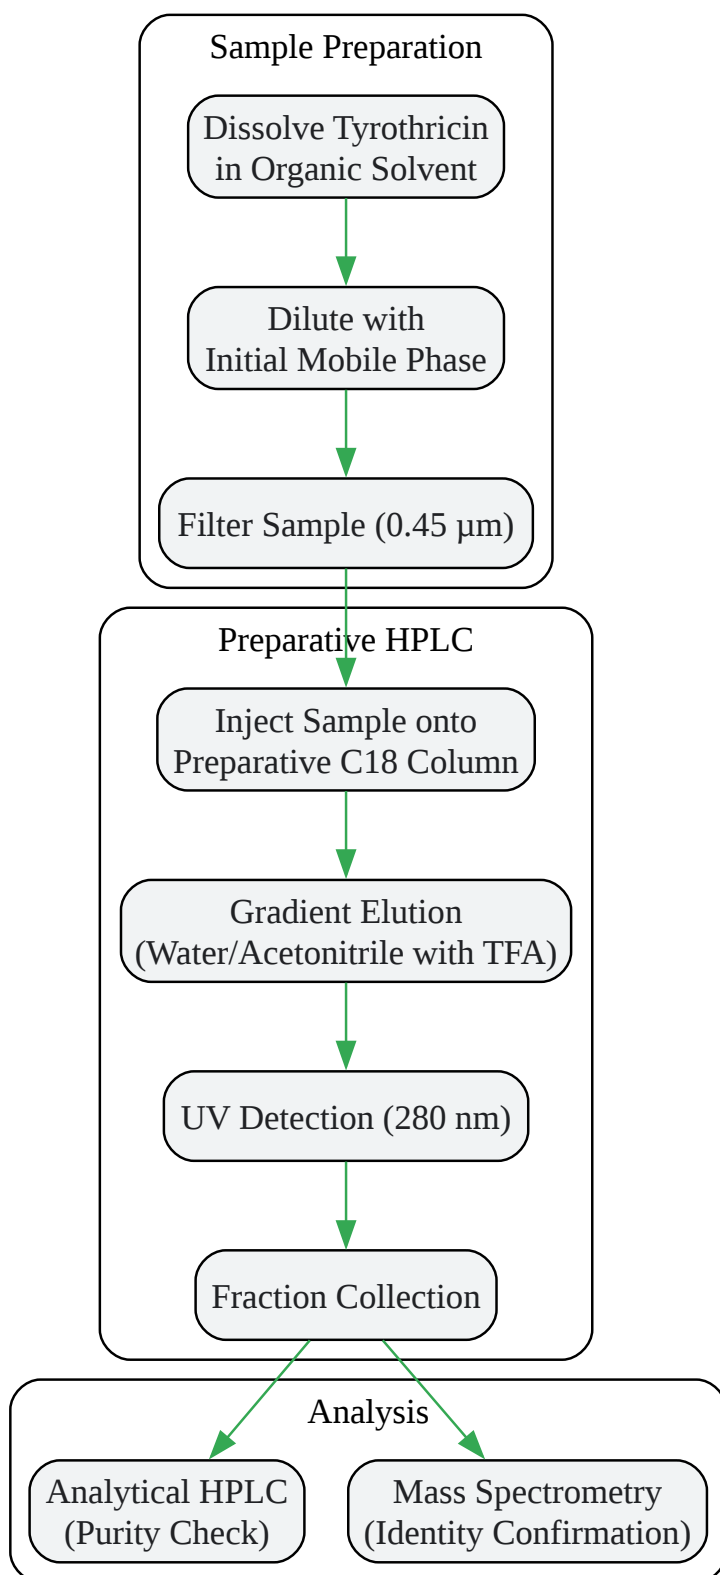 Sample Preparation
Dissolve Tyrothricin
in Organic Solvent
Dilute with
Initial Mobile Phase
Filter Sample (0.45 µm)
Preparative HPLC
Inject Sample onto
Preparative C18 Column
Gradient Elution
(Water/Acetonitrile with TFA)
UV Detection (280 nm)
Fraction Collection
Analysis
Analytical HPLC
(Purity Check)
Mass Spectrometry
(Identity Confirmation)